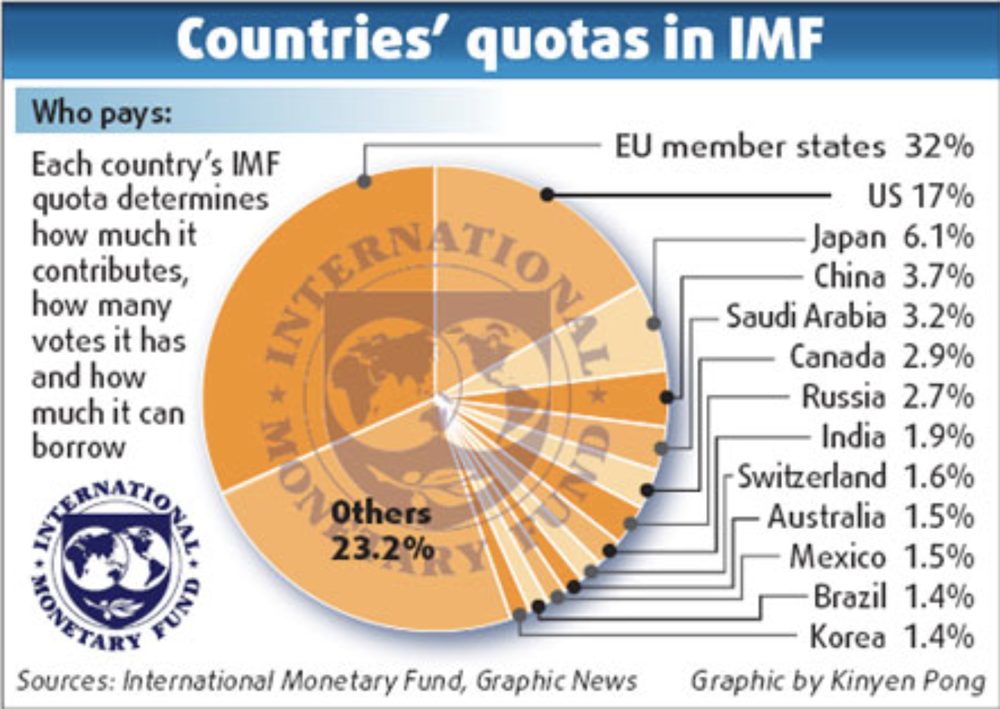 Countries’ quotas in IMF
Who pays:
Each country’s IMF
quota determines
how much it
contributes,
how many
votes it has
and how
much it can
borrow
EU member states 32%
US 17%
Japan 6.1%
China 3.7%
Saudi Arabia 3.2%
Canada 2.9%
Russia 2.7%
India 1.9%
Switzerland 1.6%
Australia 1.5%
Mexico 1.5%
Brazil 1.4%
Korea 1.4%
INTERNATIONAL
MONETARY FUND
Others
23.2%
INTERNATIONAL
MONETARY FUND
Sources: International Monetary Fund, Graphic News
Graphic by Kinyen Pong